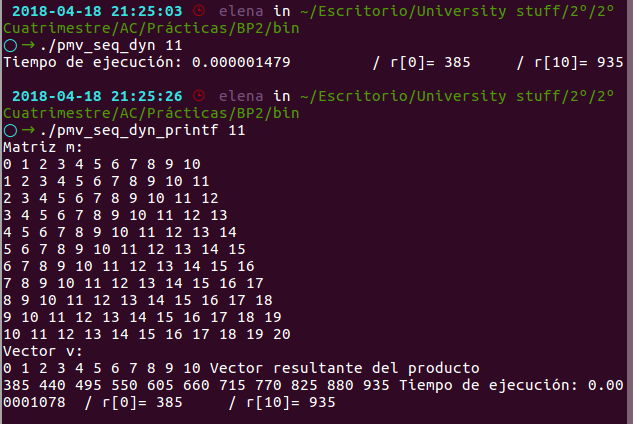 2018-04-18 21:25:03 elena in ~/Escritorio/University stuff/2º/2º
Cuatrimestre/AC/Prácticas/BP2/bin
○ → ./pmv_seq_dyn 11
Tiempo de ejecución: 0.000001479 / r[0]= 385 / r[10]= 935
2018-04-18 21:25:26 elena in ~/Escritorio/University stuff/2º/2º
Cuatrimestre/AC/Prácticas/BP2/bin
○ → ./pmv_seq_dyn_printf 11
Matriz m:
0 1 2 3 4 5 6 7 8 9 10
1 2 3 4 5 6 7 8 9 10 11
2 3 4 5 6 7 8 9 10 11 12
3 4 5 6 7 8 9 10 11 12 13
4 5 6 7 8 9 10 11 12 13 14
5 6 7 8 9 10 11 12 13 14 15
6 7 8 9 10 11 12 13 14 15 16
7 8 9 10 11 12 13 14 15 16 17
8 9 10 11 12 13 14 15 16 17 18
9 10 11 12 13 14 15 16 17 18 19
10 11 12 13 14 15 16 17 18 19 20
Vector v:
0 1 2 3 4 5 6 7 8 9 10 Vector resultante del producto
385 440 495 550 605 660 715 770 825 880 935 Tiempo de ejecución: 0.00
0001078 / r[0]= 385 / r[10]= 935